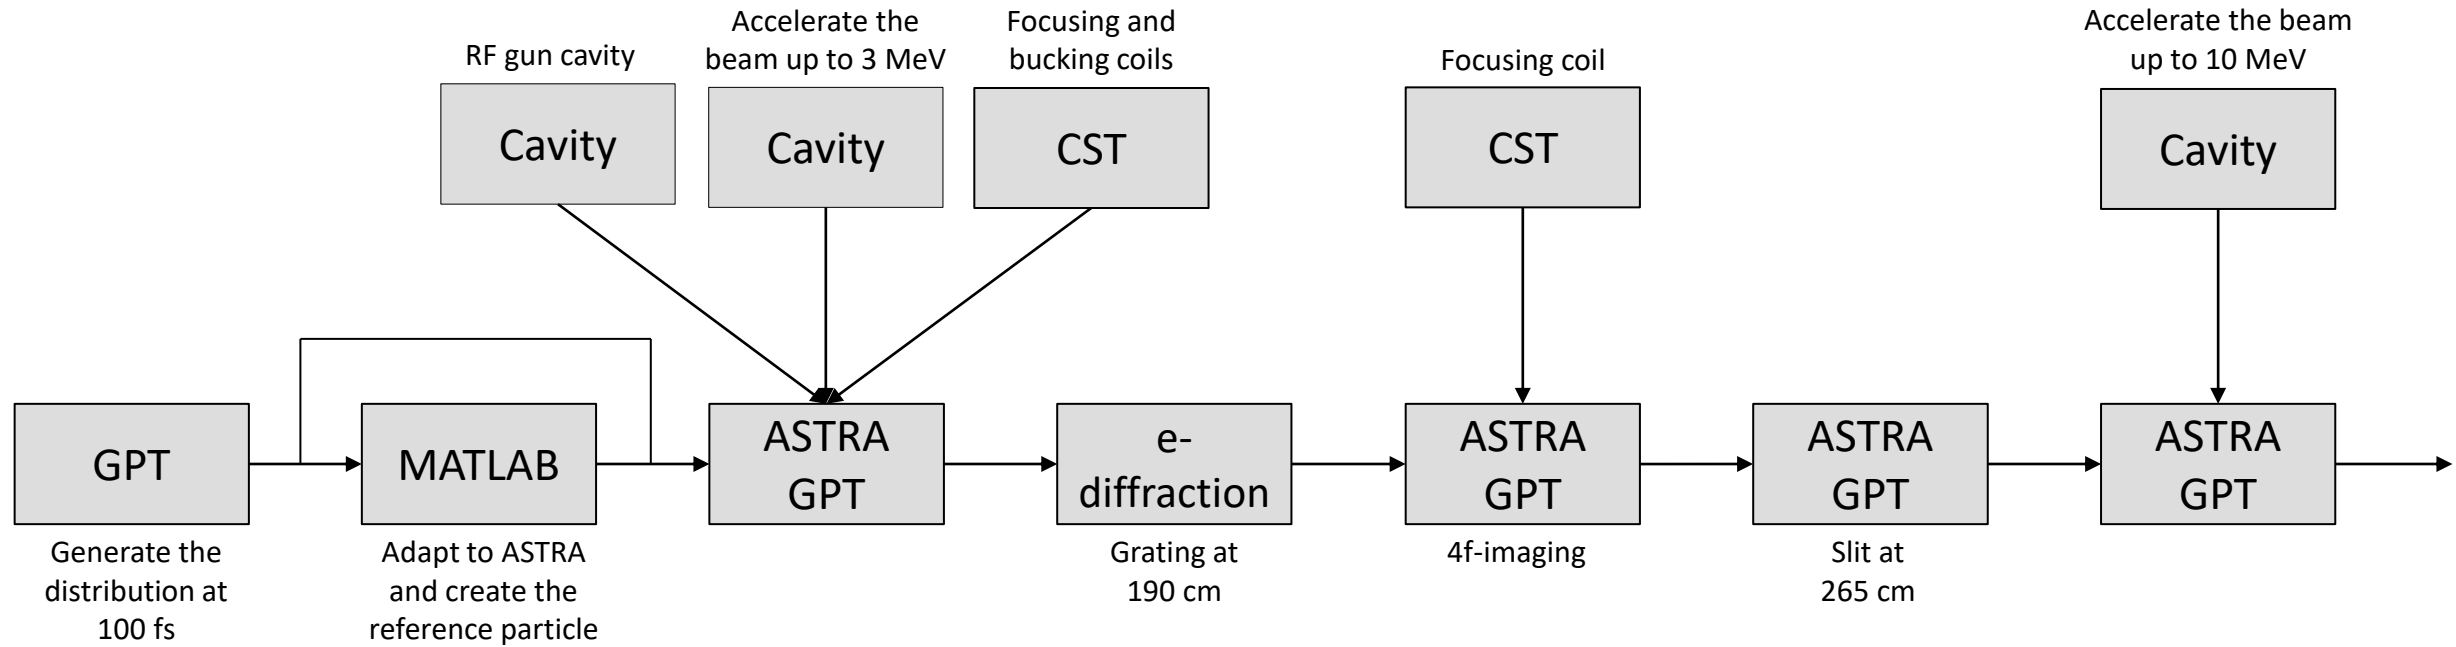 RF gun cavity
Cavity
Accelerate the
beam up to 3 MeV
Cavity
Focusing and
bucking coils
CST
Focusing coil
CST
Accelerate the beam
up to 10 MeV
Cavity
GPT
Generate the
distribution at
100 fs
MATLAB
Adapt to ASTRA
and create the
reference particle
ASTRA
GPT
e-
diffraction
Grating at
190 cm
ASTRA
GPT
4f-imaging
ASTRA
GPT
Slit at
265 cm
ASTRA
GPT